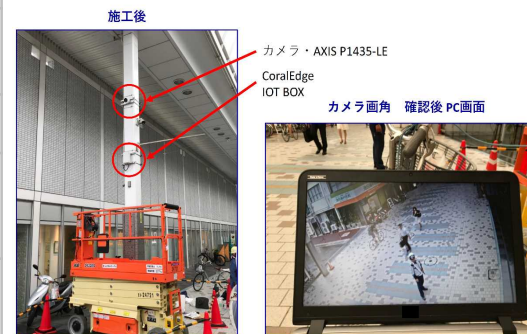 施工後
カメラ・AXIS P1435-LE
CoralEdge
IOT BOX
カメラ画角 確認後 PC画面